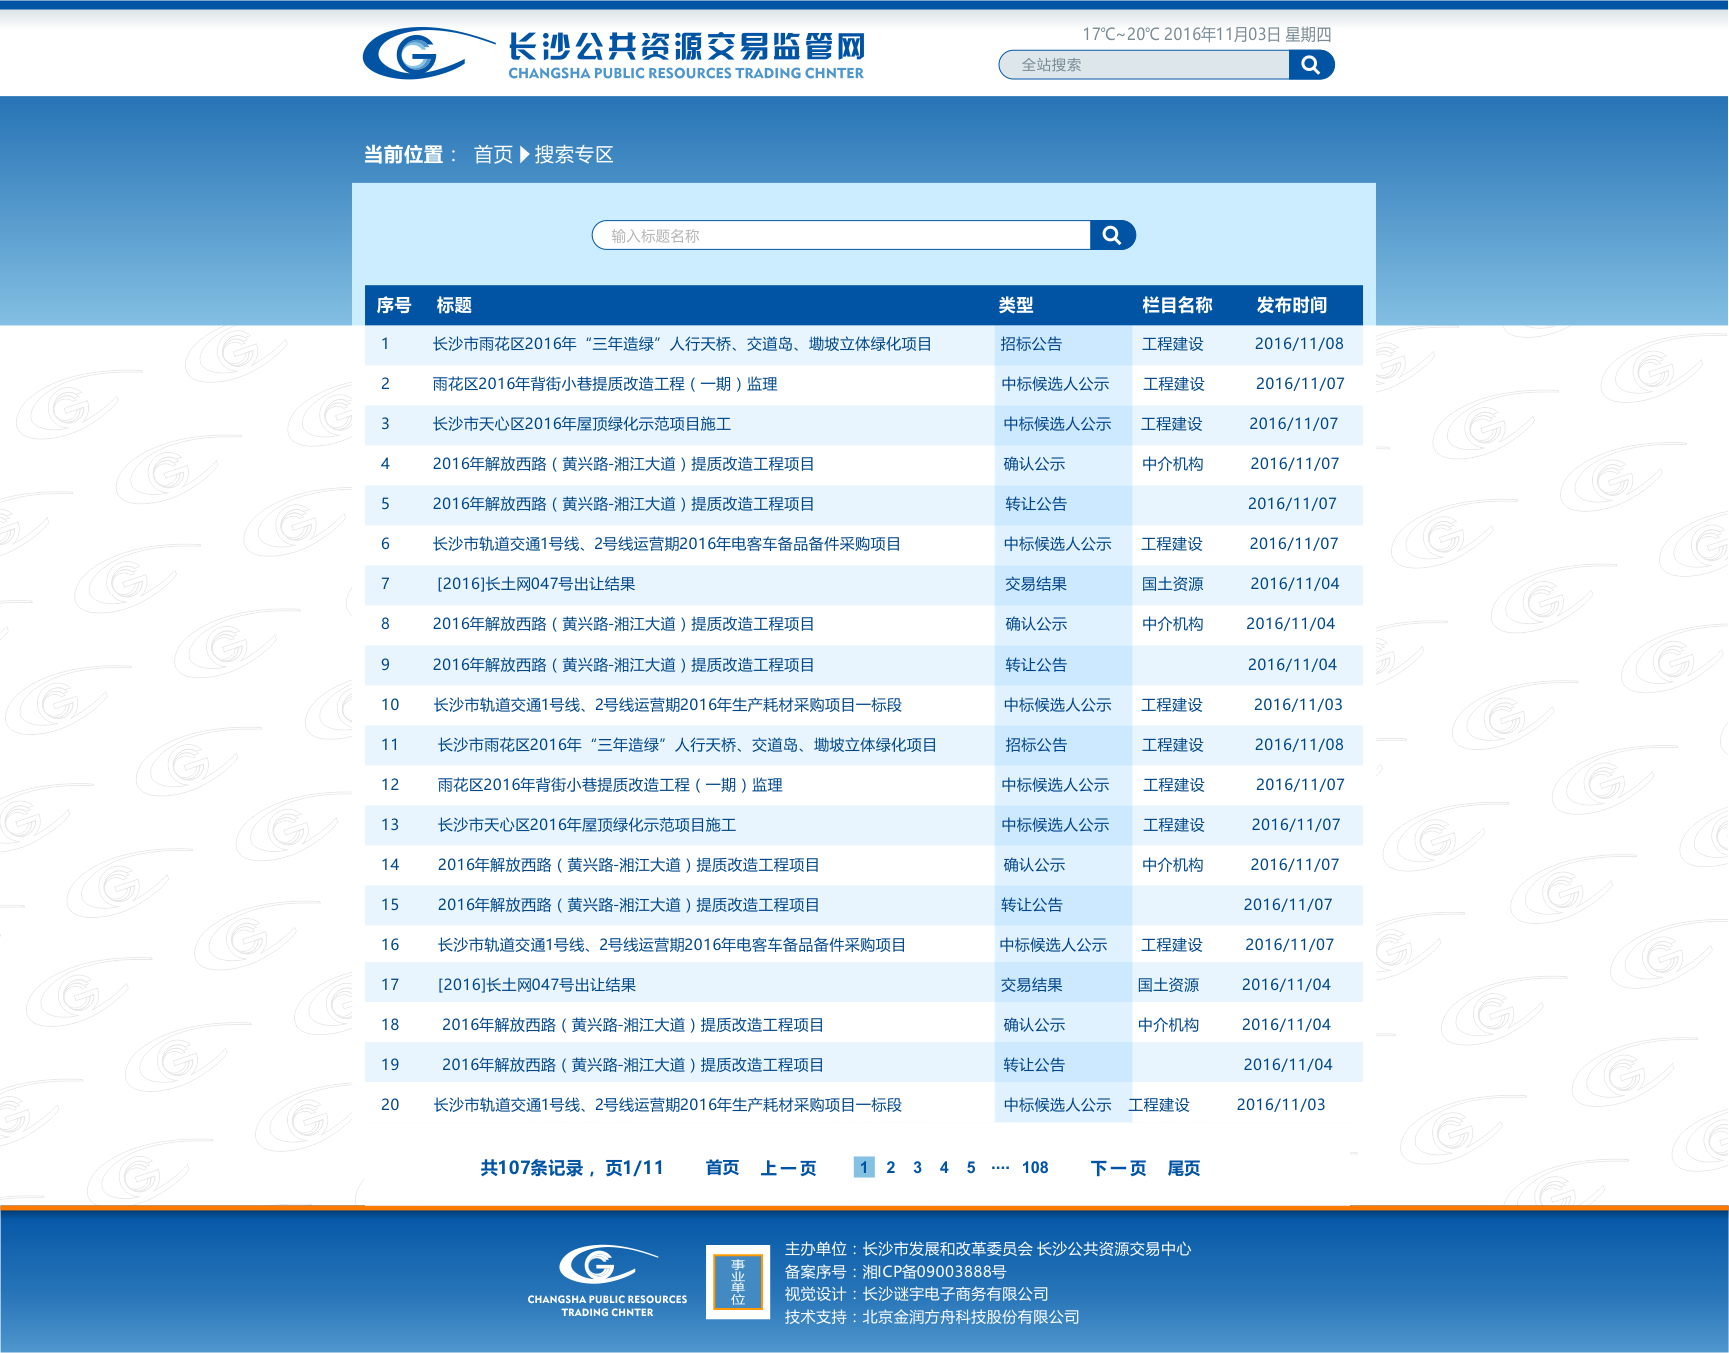 17℃~20℃ 2016年11月03日 星期四
长沙公共资源交易监管网
CHANGSHA PUBLIC RESOURCES TRADING CHNTER
全站搜索
当前位置： 首页 搜索专区
输入标题名称
序号 标题 类型 栏目名称 发布时间
1 长沙市雨花区2016年“三年造绿”人行天桥、交道岛、墈坡立体绿化项目 招标公告 工程建设 2016/11/08
2 雨花区2016年背街小巷提质改造工程（一期）监理 中标候选人公示 工程建设 2016/11/07
3 长沙市天心区2016年屋顶绿化示范项目施工 中标候选人公示 工程建设 2016/11/07
4 2016年解放西路（黄兴路-湘江大道）提质改造工程项目 确认公示 中介机构 2016/11/07
5 2016年解放西路（黄兴路-湘江大道）提质改造工程项目 转让公告 2016/11/07
6 长沙市轨道交通1号线、2号线运营期2016年电客车备品备件采购项目 中标候选人公示 工程建设 2016/11/07
7 [2016]长土网047号出让结果 交易结果 国土资源 2016/11/04
8 2016年解放西路（黄兴路-湘江大道）提质改造工程项目 确认公示 中介机构 2016/11/04
9 2016年解放西路（黄兴路-湘江大道）提质改造工程项目 转让公告 2016/11/04
10 长沙市轨道交通1号线、2号线运营期2016年生产耗材采购项目一标段 中标候选人公示 工程建设 2016/11/03
11 长沙市雨花区2016年“三年造绿”人行天桥、交道岛、墈坡立体绿化项目 招标公告 工程建设 2016/11/08
12 雨花区2016年背街小巷提质改造工程（一期）监理 中标候选人公示 工程建设 2016/11/07
13 长沙市天心区2016年屋顶绿化示范项目施工 中标候选人公示 工程建设 2016/11/07
14 2016年解放西路（黄兴路-湘江大道）提质改造工程项目 确认公示 中介机构 2016/11/07
15 2016年解放西路（黄兴路-湘江大道）提质改造工程项目 转让公告 2016/11/07
16 长沙市轨道交通1号线、2号线运营期2016年电客车备品备件采购项目 中标候选人公示 工程建设 2016/11/07
17 [2016]长土网047号出让结果 交易结果 国土资源 2016/11/04
18 2016年解放西路（黄兴路-湘江大道）提质改造工程项目 确认公示 中介机构 2016/11/04
19 2016年解放西路（黄兴路-湘江大道）提质改造工程项目 转让公告 2016/11/04
20 长沙市轨道交通1号线、2号线运营期2016年生产耗材采购项目一标段 中标候选人公示 工程建设 2016/11/03
共107条记录，页1/11 首页 上一页 1 2 3 4 5 ···· 108 下一页 尾页
CHANGSHA PUBLIC RESOURCES
TRADING CHNTER
事业单位
主办单位：长沙市发展和改革委员会 长沙公共资源交易中心
备案序号：湘ICP备09003888号
视觉设计：长沙谜宇电子商务有限公司
技术支持：北京金润方舟科技股份有限公司